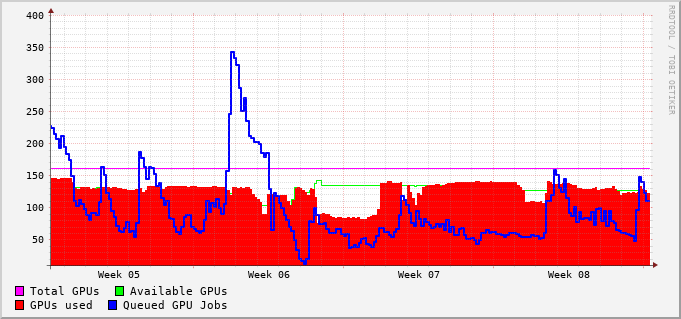 400
350
300
250
200
150
100
50
Week 05 Week 06 Week 07 Week 08
Total GPUs Available GPUs
GPUs used Queued GPU Jobs
RRDTOOL / TOBI OETIKER